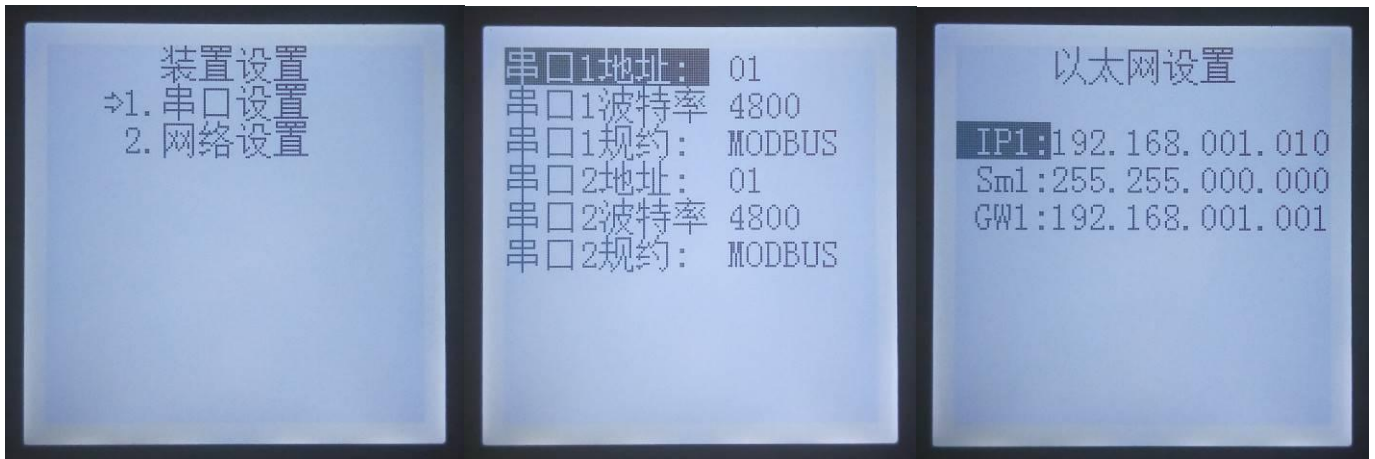 装置设置
⇨1. 串口设置
2. 网络设置
串口1地址: 01
串口1波特率 4800
串口1规约: MODBUS
串口2地址: 01
串口2波特率 4800
串口2规约: MODBUS
以太网设置
IP1:192.168.001.010
Sm1:255.255.000.000
GW1:192.168.001.001